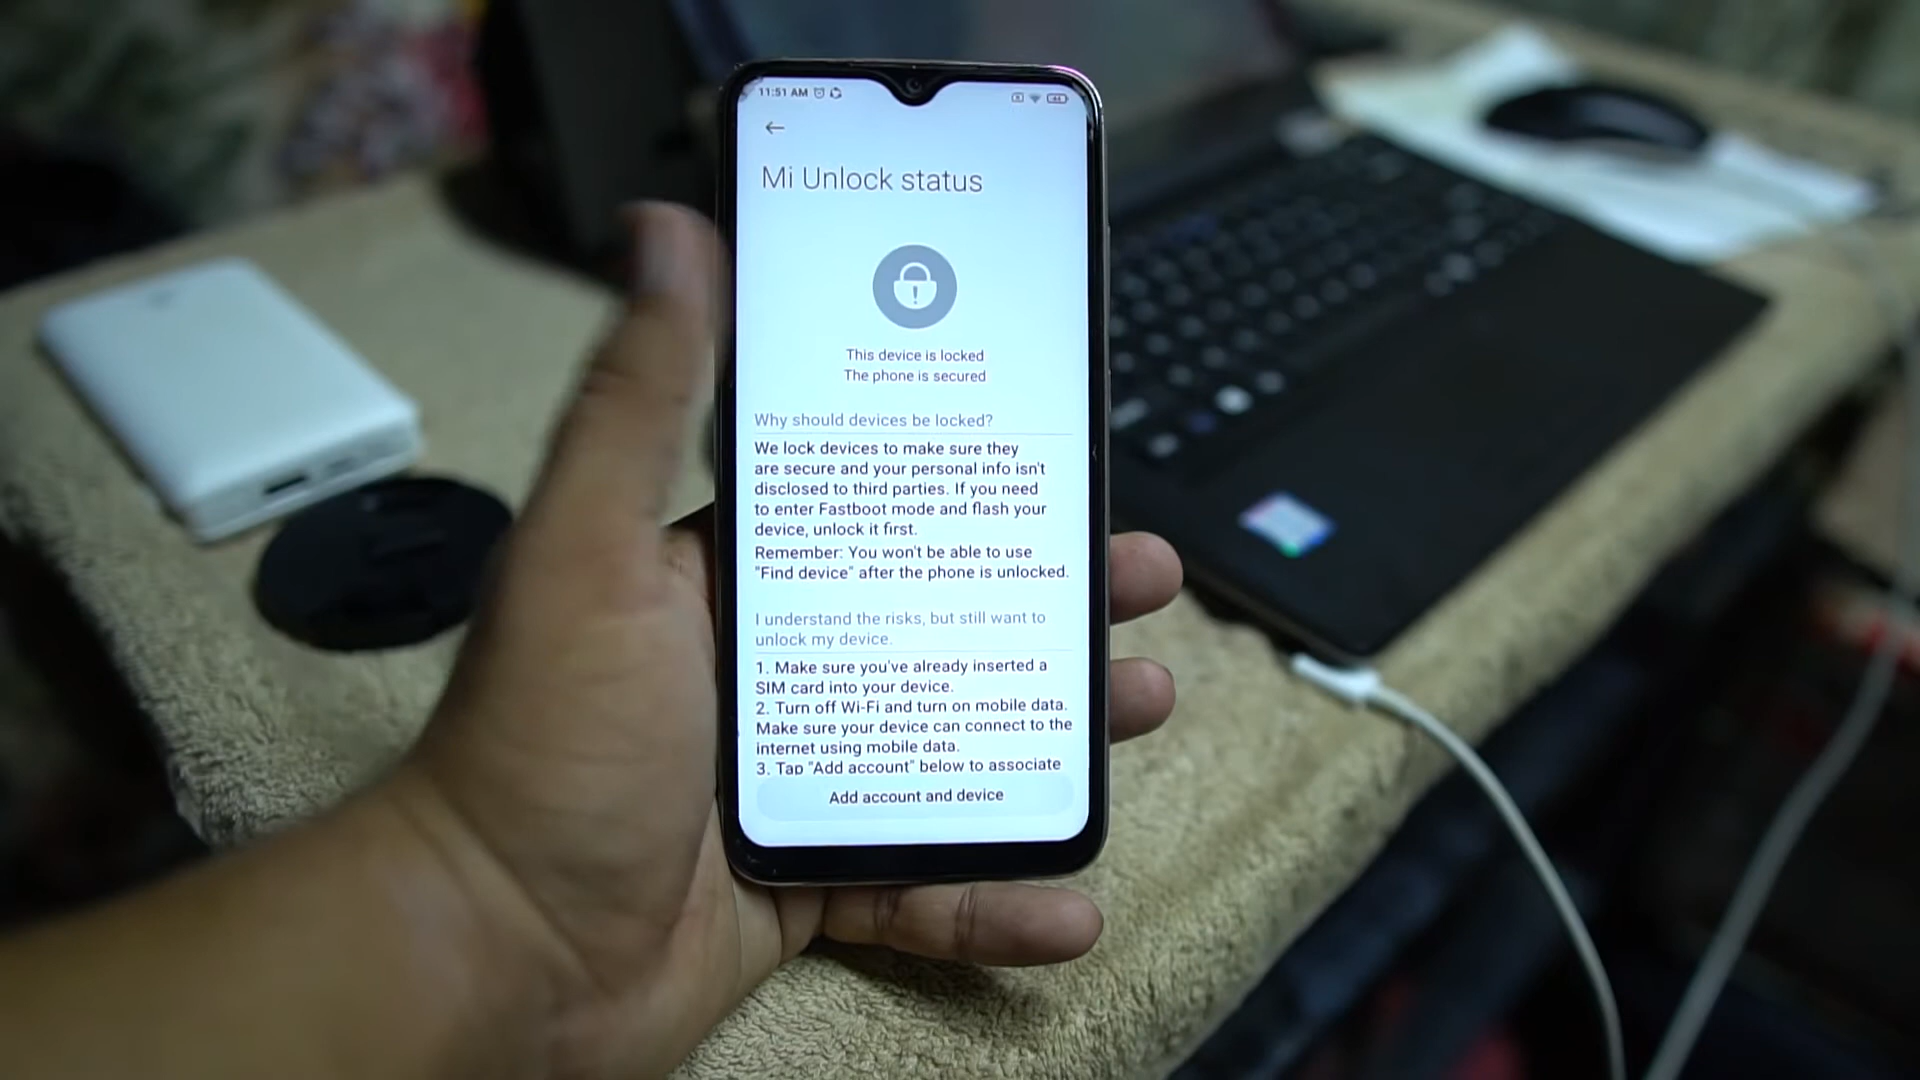 11:51 AM
Mi Unlock status
This device is locked
The phone is secured
Why should devices be locked?
We lock devices to make sure they
are secure and your personal info isn't
disclosed to third parties. If you need
to enter Fastboot mode and flash your
device, unlock it first.
Remember: You won't be able to use
"Find device" after the phone is unlocked.
I understand the risks, but still want to
unlock my device.
1. Make sure you've already inserted a
SIM card into your device.
2. Turn off Wi-Fi and turn on mobile data.
Make sure your device can connect to the
internet using mobile data.
3. Tap "Add account" below to associate
Add account and device